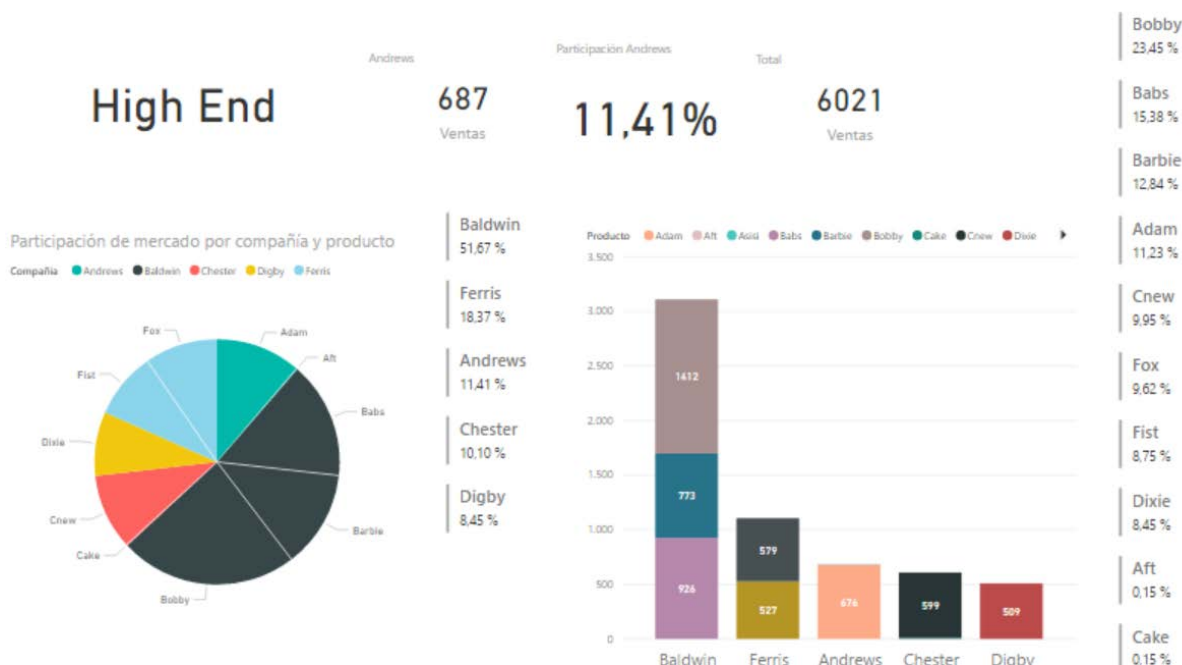 High End
Andrews
687
Ventas
Participación Andrews
11,41%
Total
6021
Ventas
Participación de mercado por compañía y producto
Compañía Andrews Baldwin Chester Digby Ferris
Fox
Adam
Aft
Fist
Babs
Dixie
Barbie
Cnew
Cake
Bobby
Baldwin
51,67 %
Ferris
18,37 %
Andrews
11,41 %
Chester
10,10 %
Digby
8,45 %
Producto Adam Aft Asisi Babs Barbie Bobby Cake Cnew Dixie
3.500
3.000
2.500
2.000
1.500
1.000
500
0
1612
773
926
579
527
676
599
509
Baldwin Ferris Andrews Chester Digby
Bobby
23,45 %
Babs
15,38 %
Barbie
12,84 %
Adam
11,23 %
Cnew
9,95 %
Fox
9,62 %
Fist
8,75 %
Dixie
8,45 %
Aft
0,15 %
Cake
0,15 %